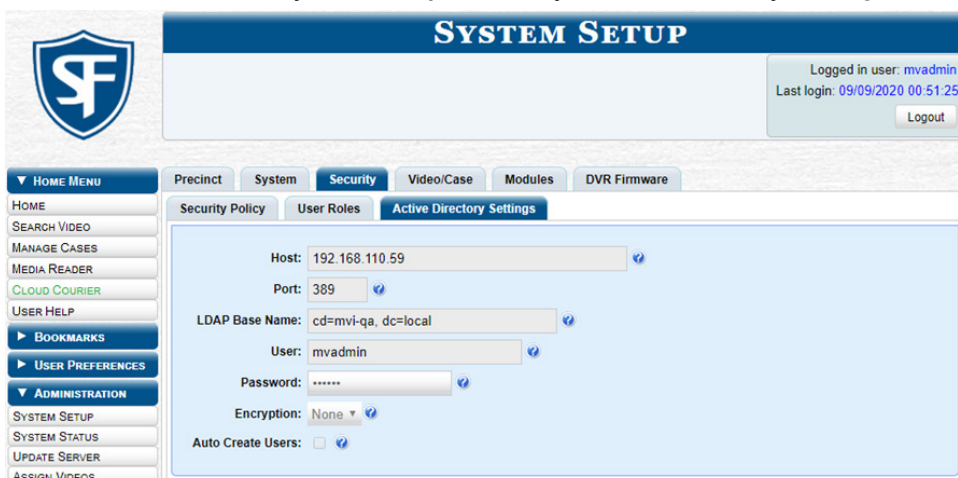 SYSTEM SETUP
SF
Logged in user: mvadmin
Last login: 09/09/2020 00:51:25
Logout
▼ HOME MENU
HOME
SEARCH VIDEO
MANAGE CASES
MEDIA READER
CLOUD COURIER
USER HELP
► BOOKMARKS
► USER PREFERENCES
▼ ADMINISTRATION
SYSTEM SETUP
SYSTEM STATUS
UPDATE SERVER
ASSIGN VIDEOS
Precinct System Security Video/Case Modules DVR Firmware
Security Policy User Roles Active Directory Settings
Host: 192.168.110.59
Port: 389
LDAP Base Name: cd=mvi-qa, dc=local
User: mvadmin
Password: ••••••
Encryption: None
Auto Create Users: